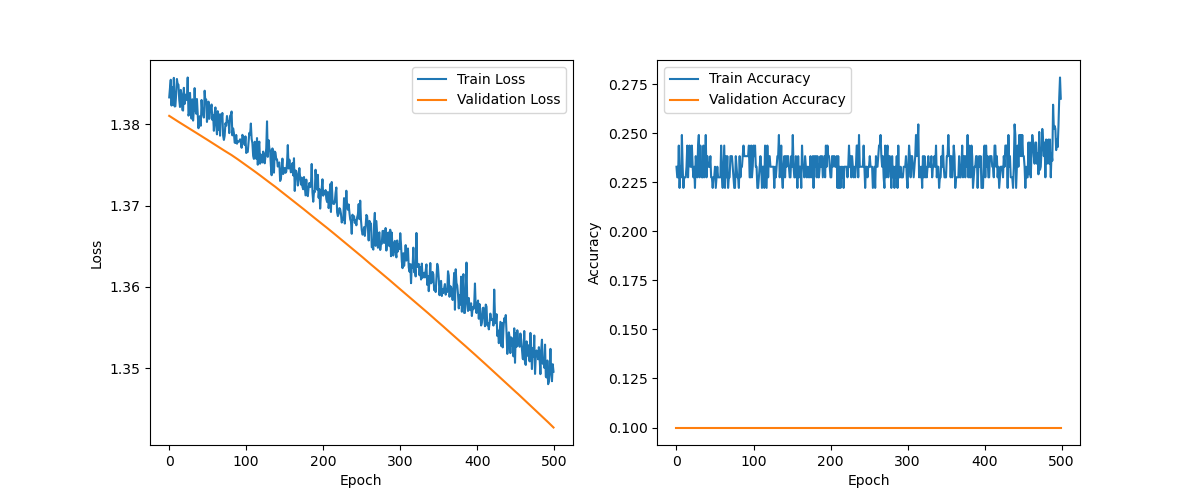 Train Loss
Validation Loss
1.38
1.37
1.36
1.35
Loss
0 100 200 300 400 500
Epoch
Train Accuracy
Validation Accuracy
0.275
0.250
0.225
0.200
0.175
0.150
0.125
0.100
Accuracy
0 100 200 300 400 500
Epoch